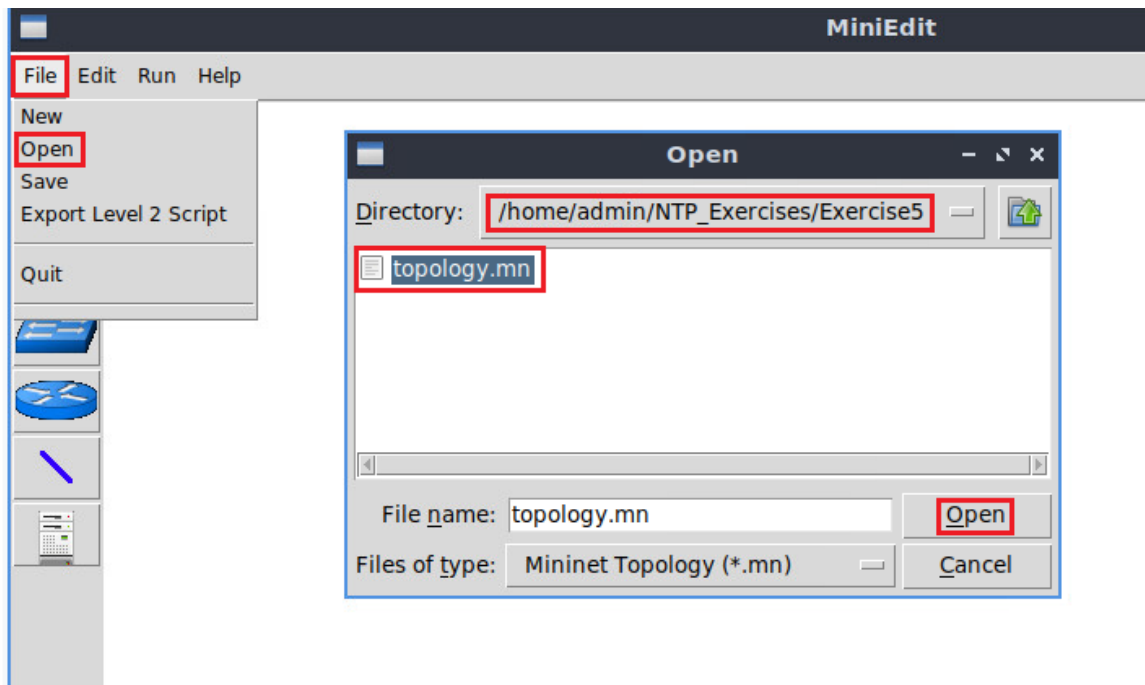 MiniEdit
File Edit Run Help
New
Open
Save
Export Level 2 Script
Quit
Open
Directory: /home/admin/NTP_Exercises/Exercise5
topology.mn
File name: topology.mn Open
Files of type: Mininet Topology (*.mn) Cancel